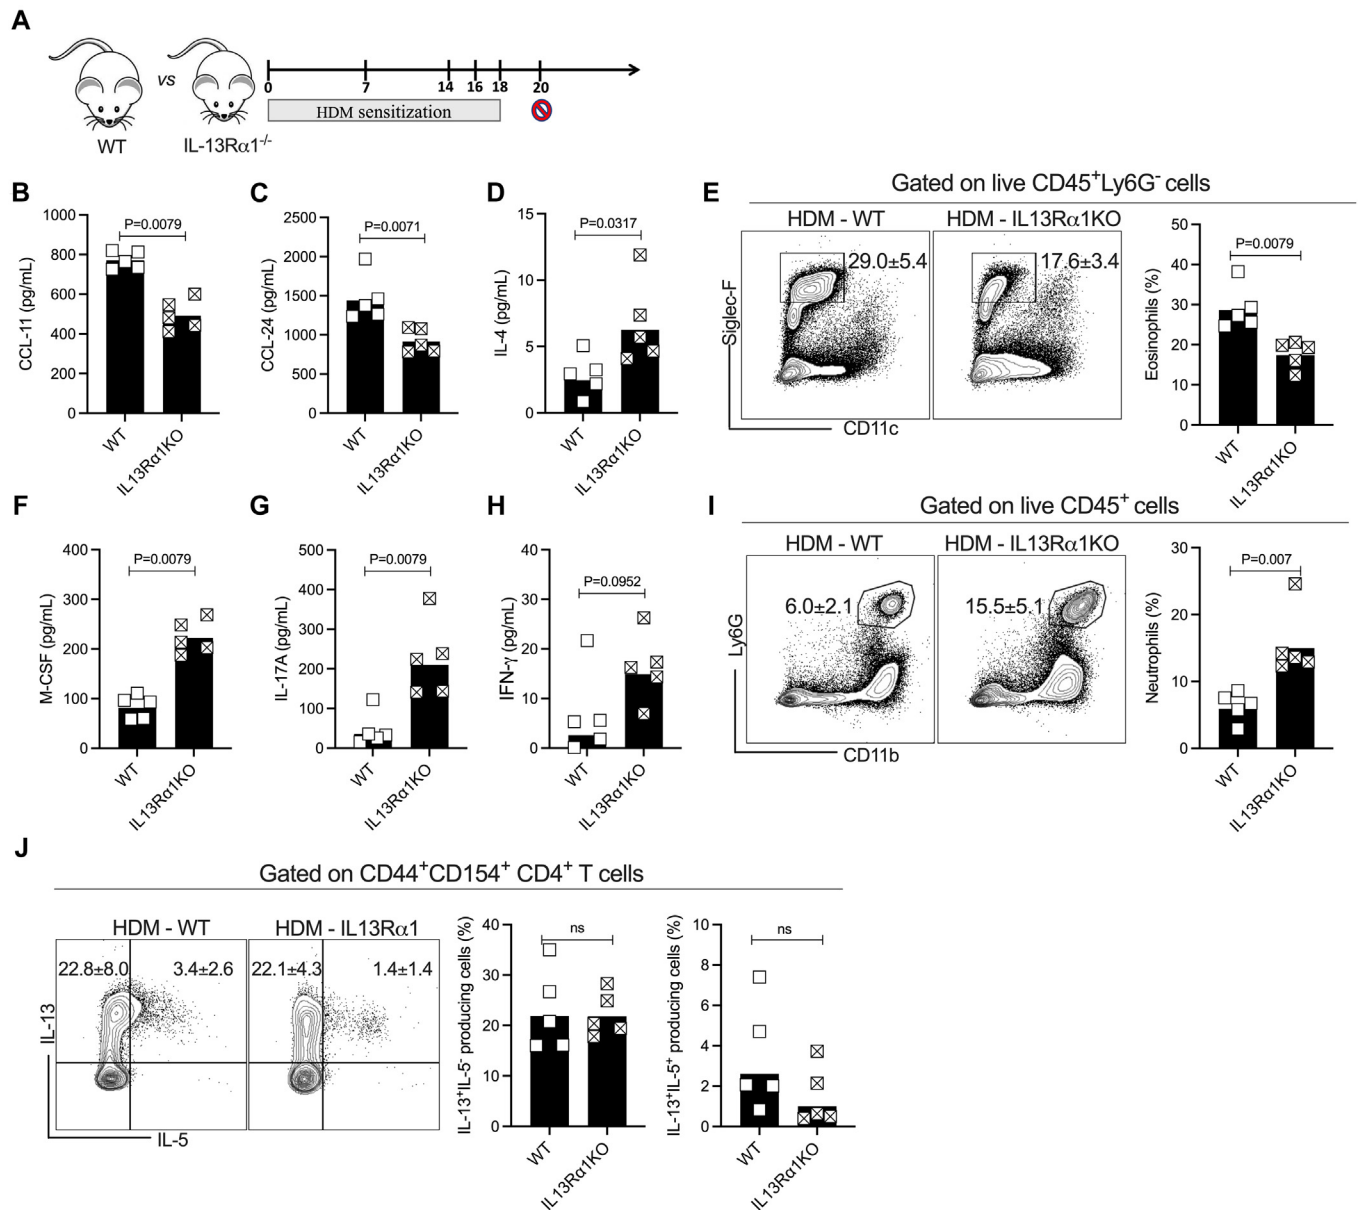 A
vs
WT
IL-13Rα1-/-
0 7 14 16 18 20
HDM sensitization
B
CCL-11 (pg/mL)
1000
800
600
400
200
0
P=0.0079
WT
IL13Rα1KO
C
CCL-24 (pg/mL)
2500
2000
1500
1000
500
0
P=0.0071
WT
IL13Rα1KO
D
IL-4 (pg/mL)
15
10
5
0
P=0.0317
WT
IL13Rα1KO
E
Gated on live CD45+Ly6G- cells
HDM - WT
HDM - IL13Rα1KO
29.0±5.4
17.6±3.4
Siglec-F
CD11c
Eosinophils (%)
50
40
30
20
10
0
P=0.0079
WT
IL13Rα1KO
F
M-CSF (pg/mL)
400
300
200
100
0
P=0.0079
WT
IL13Rα1KO
G
IL-17A (pg/mL)
500
400
300
200
100
0
P=0.0079
WT
IL13Rα1KO
H
IFN-γ (pg/mL)
40
30
20
10
0
P=0.0952
WT
IL13Rα1KO
I
Gated on live CD45+ cells
HDM - WT
HDM - IL13Rα1KO
6.0±2.1
15.5±5.1
Ly6G
CD11b
Neutrophils (%)
30
20
10
0
P=0.007
WT
IL13Rα1KO
J
Gated on CD44+CD154+ CD4+ T cells
HDM - WT
HDM - IL13Rα1
22.8±8.0
3.4±2.6
22.1±4.3
1.4±1.4
IL-13
IL-5
IL-13+IL-5- producing cells (%)
40
30
20
10
0
ns
WT
IL13Rα1KO
IL-13+IL-5+ producing cells (%)
10
8
6
4
2
0
ns
WT
IL13Rα1KO